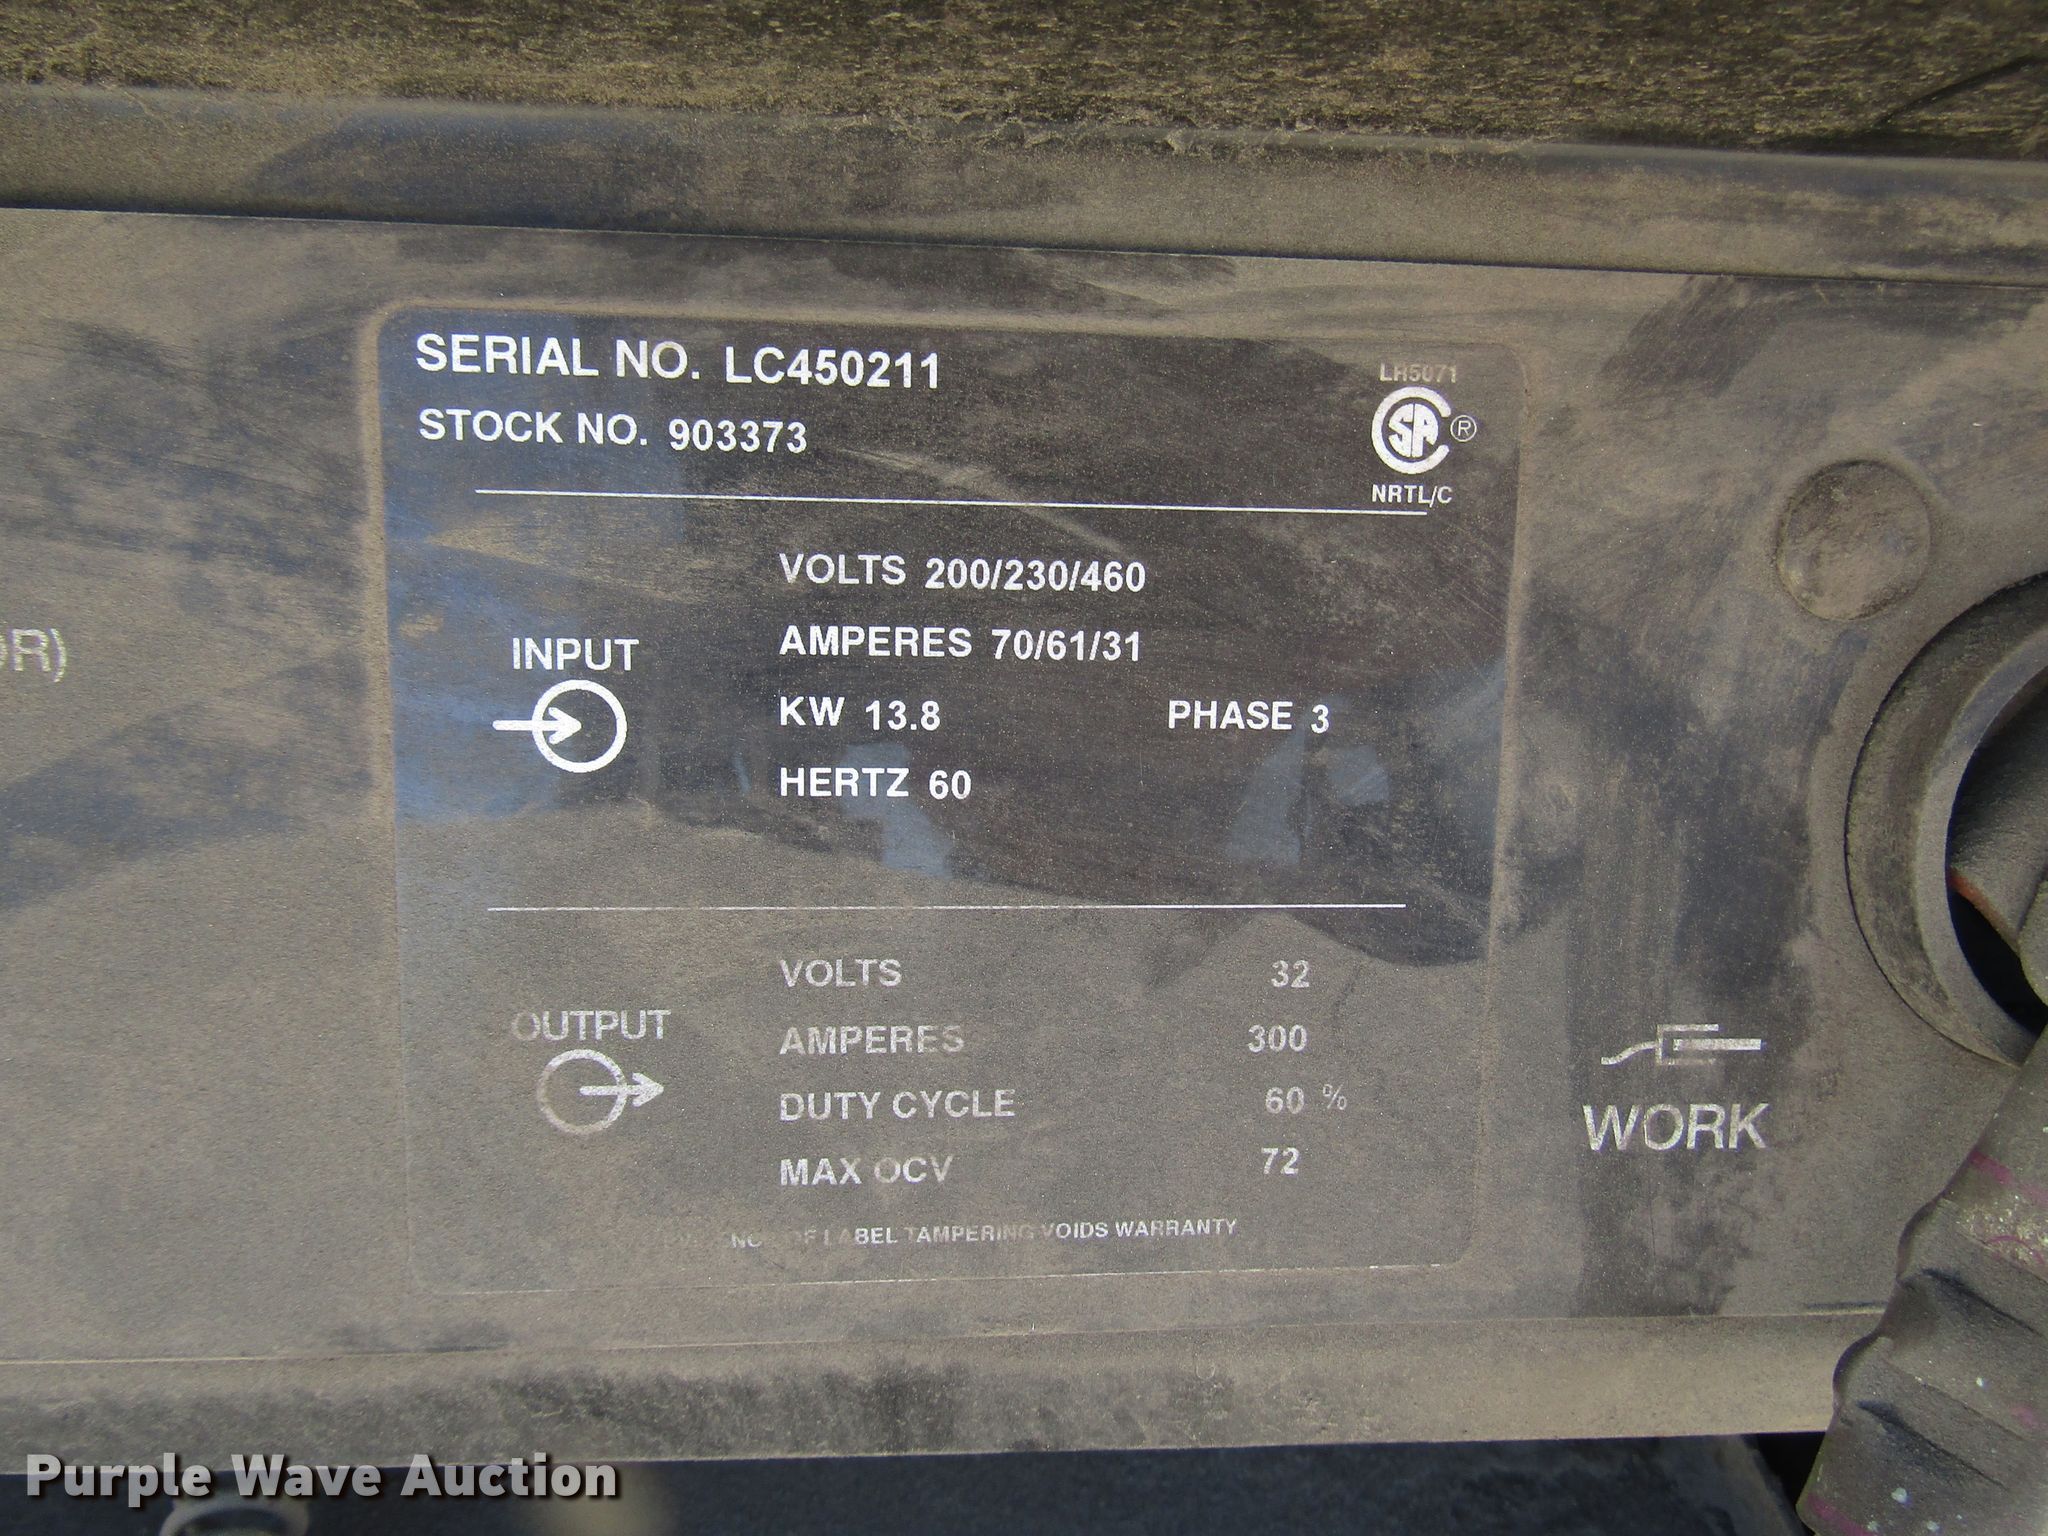 SERIAL NO. LC450211
STOCK NO. 903373
LR5071
SA ®
NRTL/C
INPUT
VOLTS 200/230/460
AMPERES 70/61/31
KW 13.8 PHASE 3
HERTZ 60
OR)
OUTPUT
VOLTS 32
AMPERES 300
DUTY CYCLE 60 %
MAX OCV 72
LABEL TAMPERING VOIDS WARRANTY
WORK
Purple Wave Auction